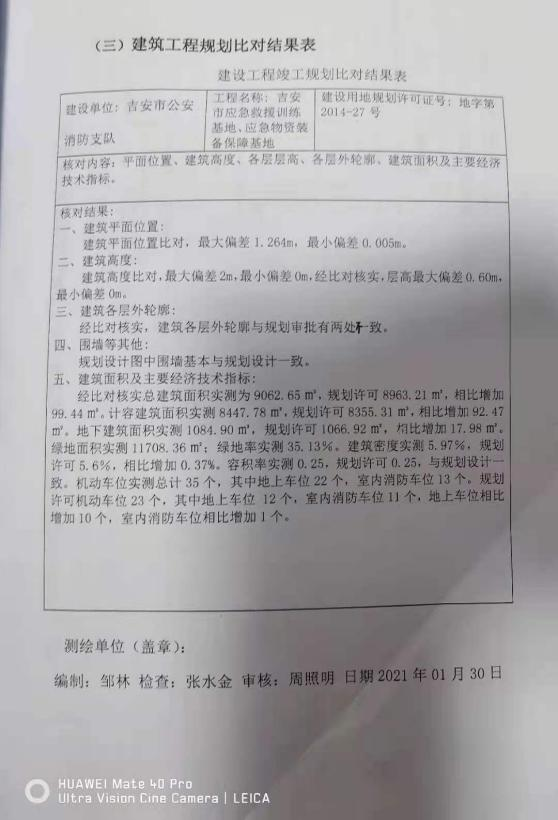 （三）建筑工程规划比对结果表
建设工程竣工规划比对结果表
建设单位：吉安市公安
消防支队
工程名称：吉安
市应急救援训练
基地、应急物资装
备保障基地
建设用地规划许可证号：地字第
2014-27 号
核对内容：平面位置、建筑高度、各层层高、各层外轮廓、建筑面积及主要经济
技术指标。
核对结果：
一、建筑平面位置：
建筑平面位置比对，最大偏差 1.264m，最小偏差 0.005m。
二、建筑高度：
建筑高度比对，最大偏差 2m，最小偏差 0m，经比对核实，层高最大偏差 0.60m，
最小偏差 0m。
三、建筑各层外轮廓：
经比对核实，建筑各层外轮廓与规划审批有两处不一致。
四、围墙等其他：
规划设计图中围墙基本与规划设计一致。
五、建筑面积及主要经济技术指标：
经比对核实总建筑面积实测为 9062.65 ㎡，规划许可 8963.21 ㎡，相比增加
99.44 ㎡。计容建筑面积实测 8447.78 ㎡，规划许可 8355.31 ㎡，相比增加 92.47
㎡。地下建筑面积实测 1084.90 ㎡，规划许可 1066.92 ㎡，相比增加 17.98 ㎡。
绿地面积实测 11708.36 ㎡；绿地率实测 35.13%。建筑密度实测 5.97%，规划
许可 5.6%，相比增加 0.37%。容积率实测 0.25，规划许可 0.25，与规划设计一
致。机动车位实测总计 35 个，其中地上车位 22 个，室内消防车位 13 个。规划
许可机动车位 23 个，其中地上车位 12 个，室内消防车位 11 个，地上车位相比
增加 10 个，室内消防车位相比增加 1 个。
测绘单位（盖章）：
编制：邹林 检查：张水金 审核：周照明 日期 2021 年 01 月 30 日
HUAWEI Mate 40 Pro
Ultra Vision Cine Camera | LEICA